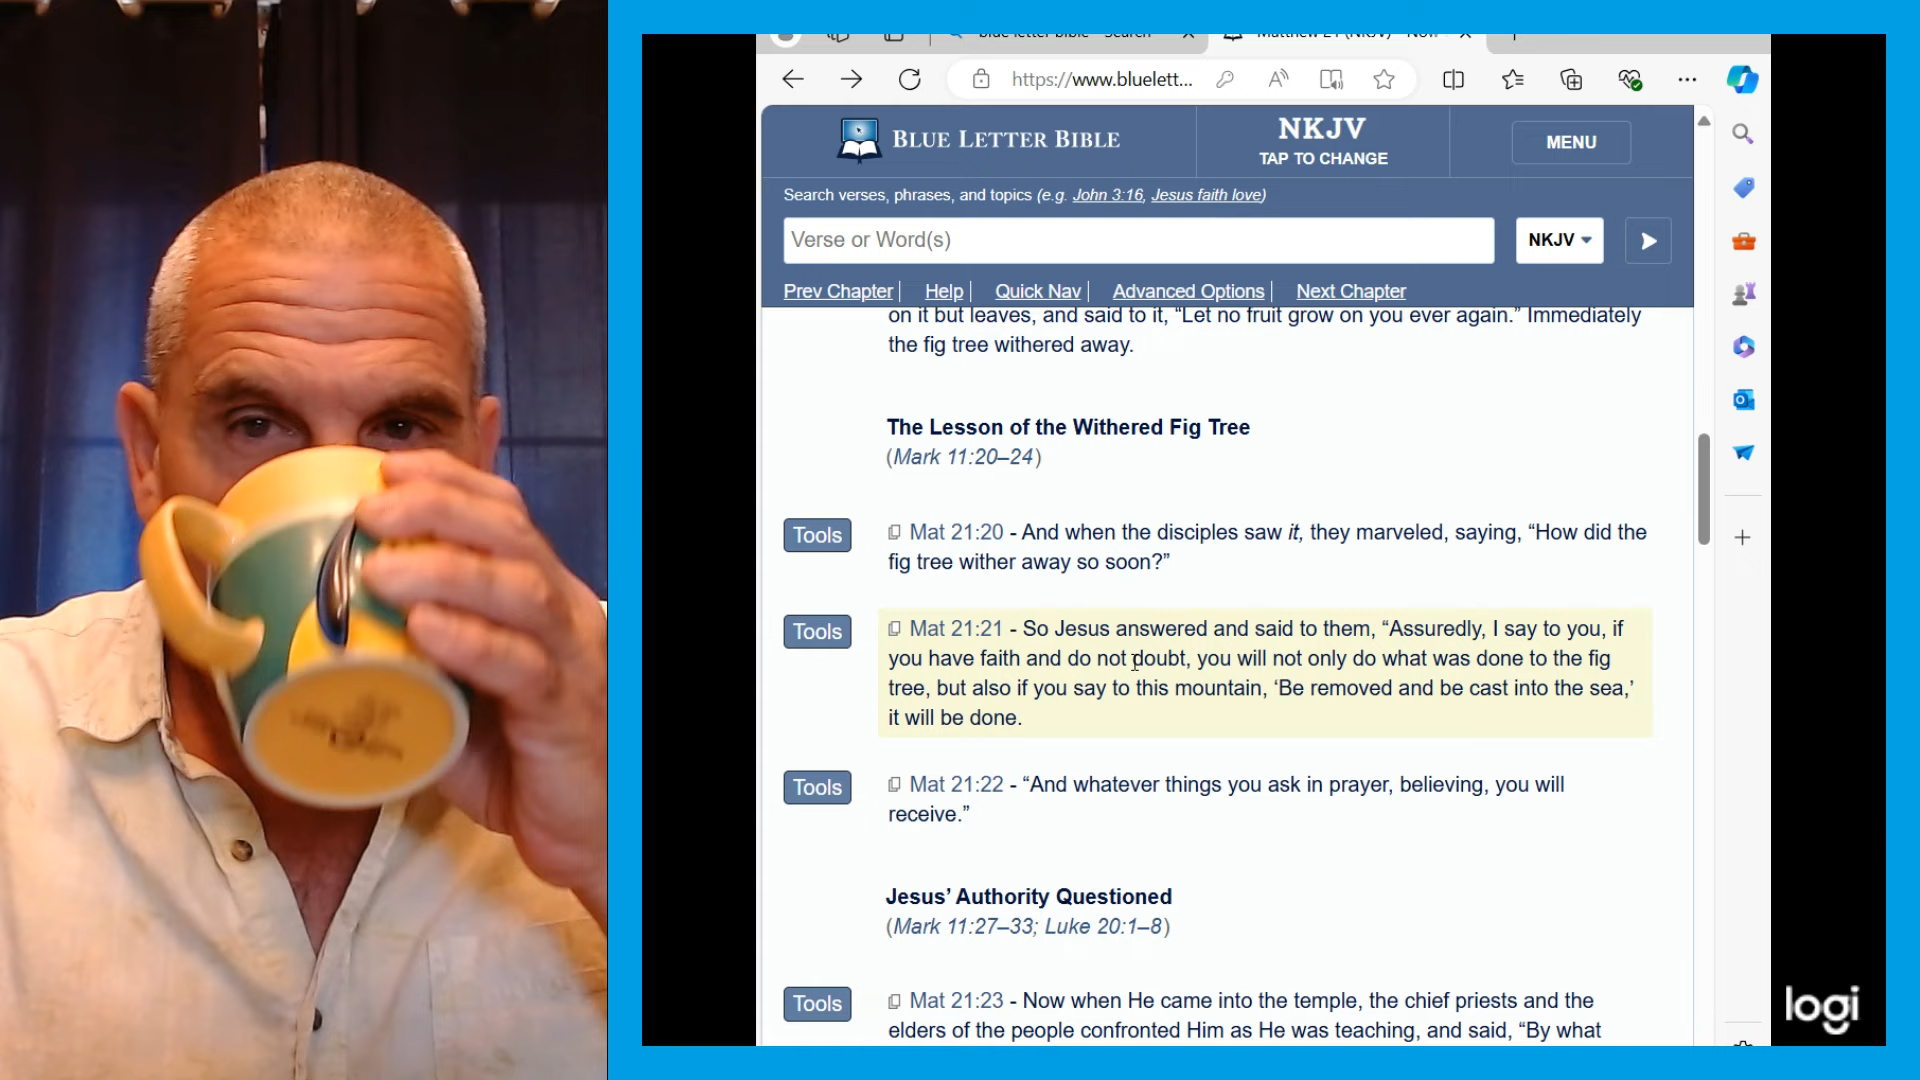 https://www.bluelett...
BLUE LETTER BIBLE
NKJV
TAP TO CHANGE
MENU
Search verses, phrases, and topics (e.g. John 3:16, Jesus faith love)
Verse or Word(s)
NKJV
Prev Chapter| Help| Quick Nav| Advanced Options| Next Chapter
on it but leaves, and said to it, “Let no fruit grow on you ever again.” Immediately
the fig tree withered away.
The Lesson of the Withered Fig Tree
(Mark 11:20–24)
Tools
Mat 21:20 - And when the disciples saw it, they marveled, saying, “How did the
fig tree wither away so soon?”
Tools
Mat 21:21 - So Jesus answered and said to them, “Assuredly, I say to you, if
you have faith and do not doubt, you will not only do what was done to the fig
tree, but also if you say to this mountain, ‘Be removed and be cast into the sea,’
it will be done.
Tools
Mat 21:22 - “And whatever things you ask in prayer, believing, you will
receive.”
Jesus’ Authority Questioned
(Mark 11:27–33; Luke 20:1–8)
Tools
Mat 21:23 - Now when He came into the temple, the chief priests and the
elders of the people confronted Him as He was teaching, and said, “By what
logi